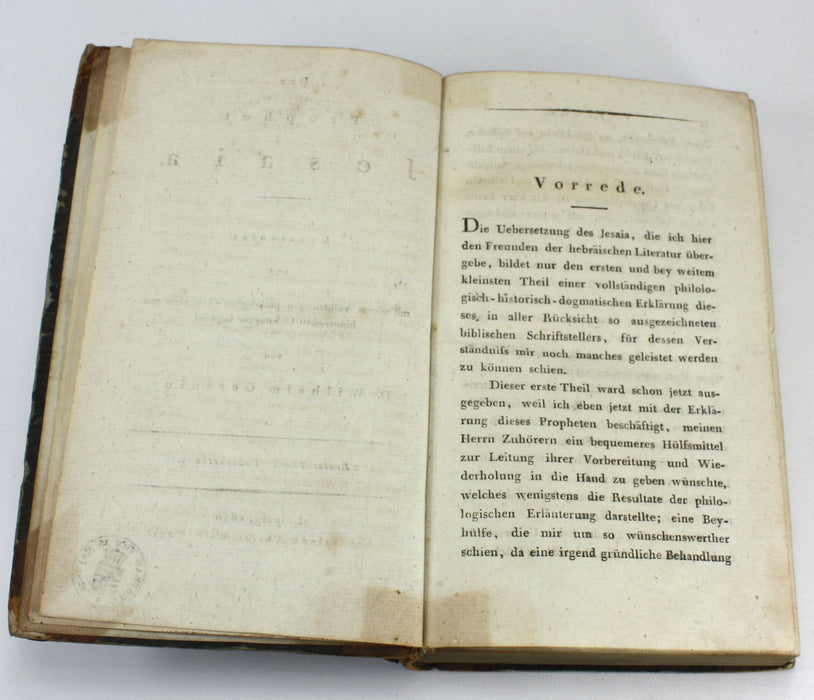 Der
Prophet
Jesaia.
von
Vorrede.
Die Uebersetzung des Jesaia, die ich hier
den Freunden der hebräischen Literatur über-
gebe, bildet nur den ersten und bey weitem
kleinsten Theil einer vollständigen philolo-
gisch-historisch-dogmatischen Erklärung die-
ses, in aller Rücksicht so ausgezeichneten
biblischen Schriftstellers, für dessen Ver-
ständniſs mir noch manches geleistet werden
zu können schien.
Dieser erste Theil ward schon jetzt aus-
gegeben, weil ich eben jetzt mit der Erklä-
rung dieses Propheten beschäftigt, meinen
Herrn Zuhörern ein bequemeres Hülfsmittel
zur Leitung ihrer Vorbereitung und Wie-
derholung in die Hand zu geben wünschte,
welches wenigstens die Resultate der philo-
logischen Erläuterung darstellte; eine Bey-
hülfe, die mir um so wünschenswerther
schien, da eine irgend gründliche Behandlung